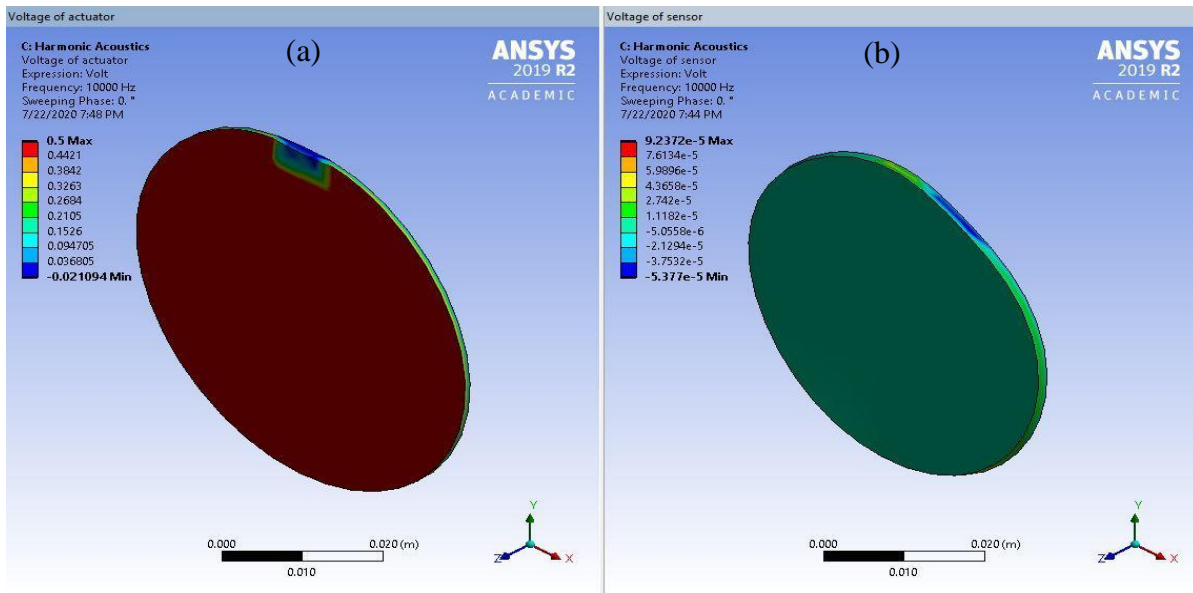 Voltage of actuator
C: Harmonic Acoustics
Voltage of actuator
Expression: Volt
Frequency: 10000 Hz
Sweeping Phase: 0. °
7/22/2020 7:48 PM
(a)
ANSYS
2019 R2
ACADEMIC
0.5 Max
0.4421
0.3842
0.3263
0.2684
0.2105
0.1526
0.094705
0.036805
-0.021094 Min
0.000
0.020 (m)
0.010
Y
Z
X
Voltage of sensor
C: Harmonic Acoustics
Voltage of sensor
Expression: Volt
Frequency: 10000 Hz
Sweeping Phase: 0. °
7/22/2020 7:44 PM
(b)
ANSYS
2019 R2
ACADEMIC
9.2372e-5 Max
7.6134e-5
5.9896e-5
4.3658e-5
2.742e-5
1.1182e-5
-5.0558e-6
-2.1294e-5
-3.7532e-5
-5.377e-5 Min
0.000
0.020 (m)
0.010
Y
Z
X